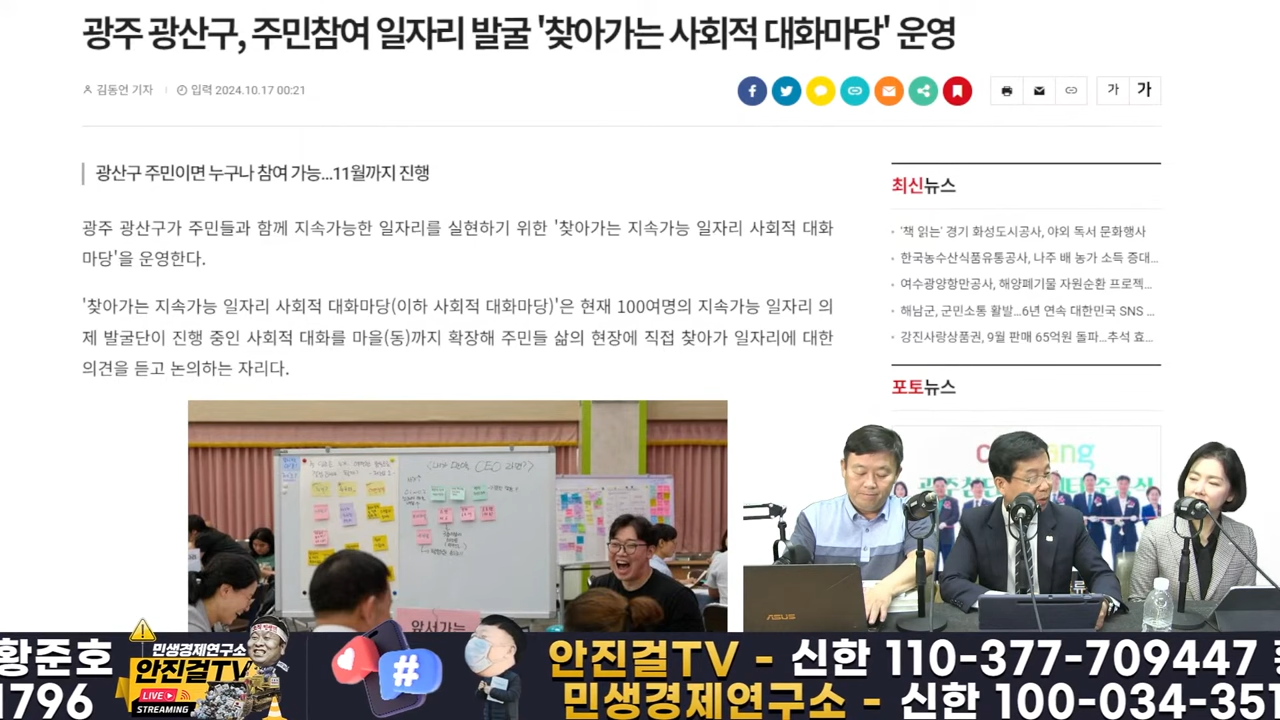 광주 광산구, 주민참여 일자리 발굴 '찾아가는 사회적 대화마당' 운영
김동언 기자
입력 2024.10.17 00:21
가 가
광산구 주민이면 누구나 참여 가능...11월까지 진행
광주 광산구가 주민들과 함께 지속가능한 일자리를 실현하기 위한 '찾아가는 지속가능 일자리 사회적 대화
마당'을 운영한다.
'찾아가는 지속가능 일자리 사회적 대화마당(이하 사회적 대화마당)'은 현재 100여명의 지속가능 일자리 의
제 발굴단이 진행 중인 사회적 대화를 마을(동)까지 확장해 주민들 삶의 현장에 직접 찾아가 일자리에 대한
의견을 듣고 논의하는 자리다.
최신뉴스
'책 읽는' 경기 화성도시공사, 야외 독서 문화행사
한국농수산식품유통공사, 나주 배 농가 소득 증대...
여수광양항만공사, 해양폐기물 자원순환 프로젝...
해남군, 군민소통 활발...6년 연속 대한민국 SNS ...
강진사랑상품권, 9월 판매 65억원 돌파...추석 효...
포토뉴스
CEO
앞서가는
ASUS
황준호
1796
민생경제연구소
안진걸TV
LIVE
STREAMING
#
안진걸TV - 신한 110-377-709447
민생경제연구소 - 신한 100-034-351